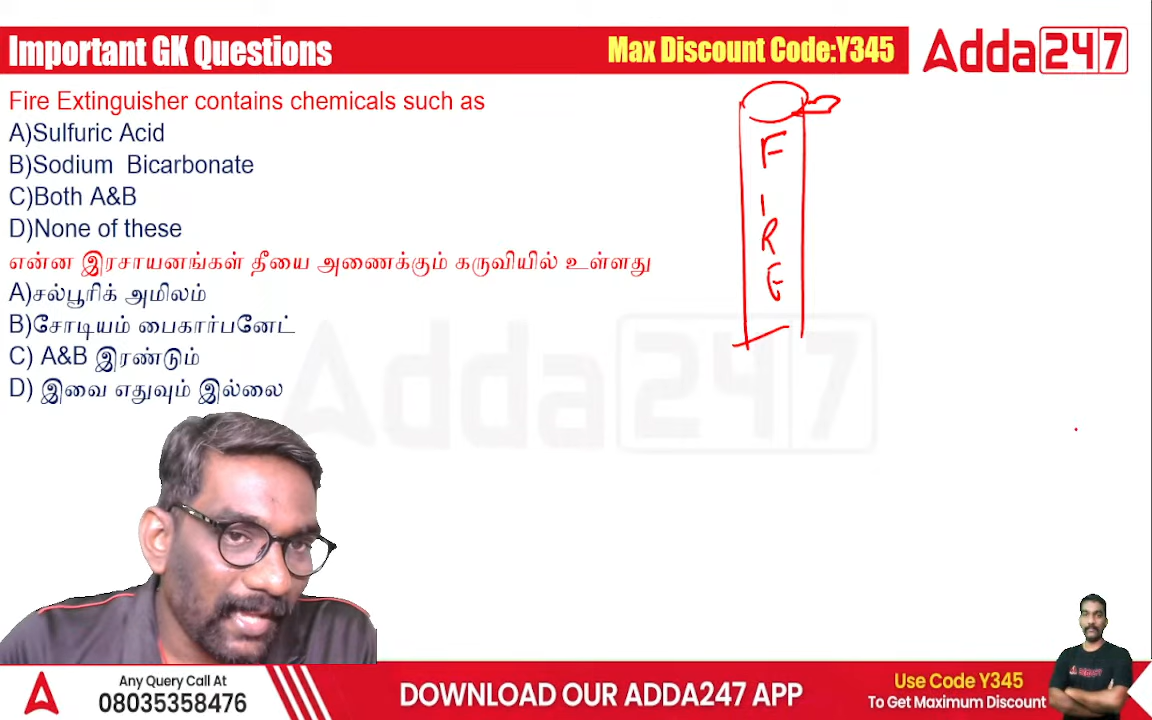 Important GK Questions
Max Discount Code:Y345
Adda247
Fire Extinguisher contains chemicals such as
A)Sulfuric Acid
B)Sodium Bicarbonate
C)Both A&B
D)None of these
என்ன இரசாயனங்கள் தீயை அணைக்கும் கருவியில் உள்ளது
A)சல்பூரிக் அமிலம்
B)சோடியம் பைகார்பனேட்
C) A&B இரண்டும்
D) இவை எதுவும் இல்லை
F
I
R
E
Adda247
Any Query Call At
08035358476
DOWNLOAD OUR ADDA247 APP
Use Code Y345
To Get Maximum Discount